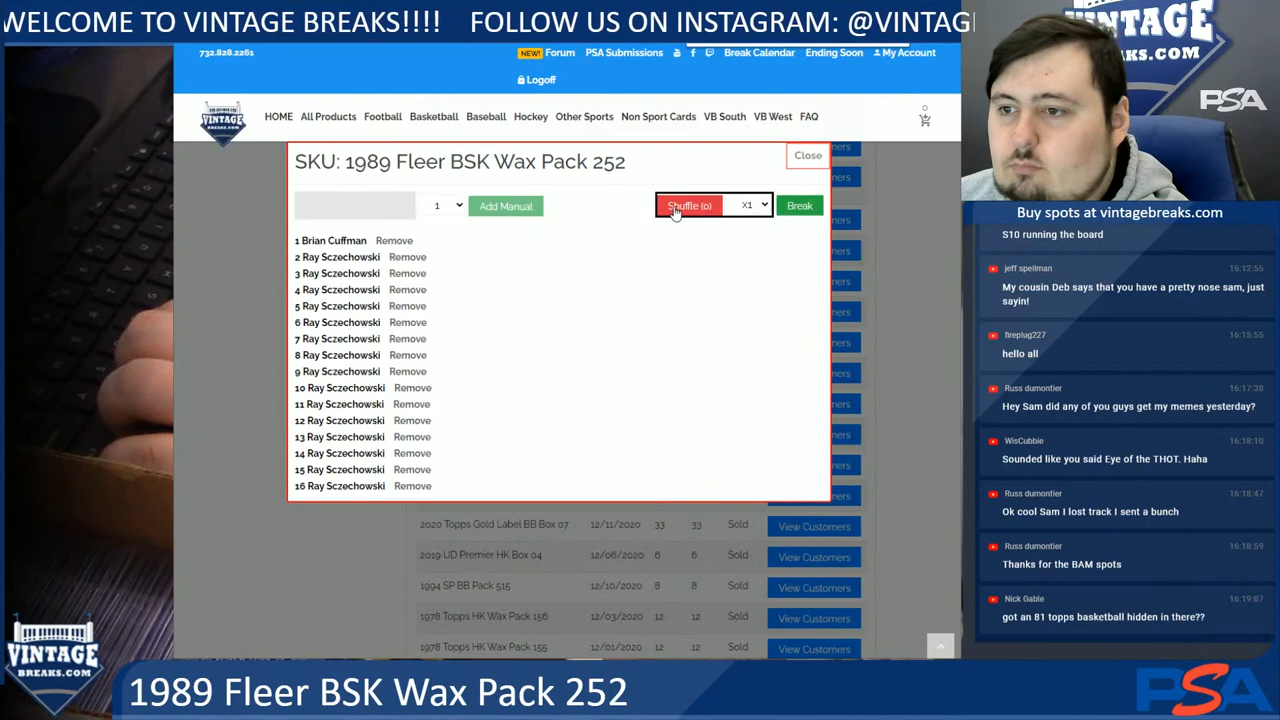 WELCOME TO VINTAGE BREAKS!!!! FOLLOW US ON INSTAGRAM: @VINTAG
732.828.2261
NEW! Forum PSA Submissions Break Calendar Ending Soon My Account
Logoff
VINTAGE
HOME All Products Football Basketball Baseball Hockey Other Sports Non Sport Cards VB South VB West FAQ
0
SKU: 1989 Fleer BSK Wax Pack 252
Close
1 Add Manual Shuffle (0) X1 Break
1 Brian Cuffman Remove
2 Ray Sczechowski Remove
3 Ray Sczechowski Remove
4 Ray Sczechowski Remove
5 Ray Sczechowski Remove
6 Ray Sczechowski Remove
7 Ray Sczechowski Remove
8 Ray Sczechowski Remove
9 Ray Sczechowski Remove
10 Ray Sczechowski Remove
11 Ray Sczechowski Remove
12 Ray Sczechowski Remove
13 Ray Sczechowski Remove
14 Ray Sczechowski Remove
15 Ray Sczechowski Remove
16 Ray Sczechowski Remove
2020 Topps Gold Label BB Box 07 12/11/2020 33 33 Sold View Customers
2019 UD Premier HK Box 04 12/06/2020 6 6 Sold View Customers
1994 SP BB Pack 515 12/10/2020 8 8 Sold View Customers
1978 Topps HK Wax Pack 156 12/03/2020 12 12 Sold View Customers
1978 Topps HK Wax Pack 155 12/01/2020 12 12 Sold View Customers
VINTAGE
BREAKS.COM
PSA
Buy spots at vintagebreaks.com
S10 running the board
jeff spellman 16:12:55
My cousin Deb says that you have a pretty nose sam, just
sayin!
fireplug227 16:15:55
hello all
Russ dumontier 16:17:38
Hey Sam did any of you guys get my memes yesterday?
WisCubbie 16:18:10
Sounded like you said Eye of the THOT. Haha
Russ dumontier 16:18:47
Ok cool Sam I lost track I sent a bunch
Russ dumontier 16:18:59
Thanks for the BAM spots
Nick Gable 16:19:07
got an 81 topps basketball hidden in there??
VINTAGE
BREAKS.COM
1989 Fleer BSK Wax Pack 252
PSA